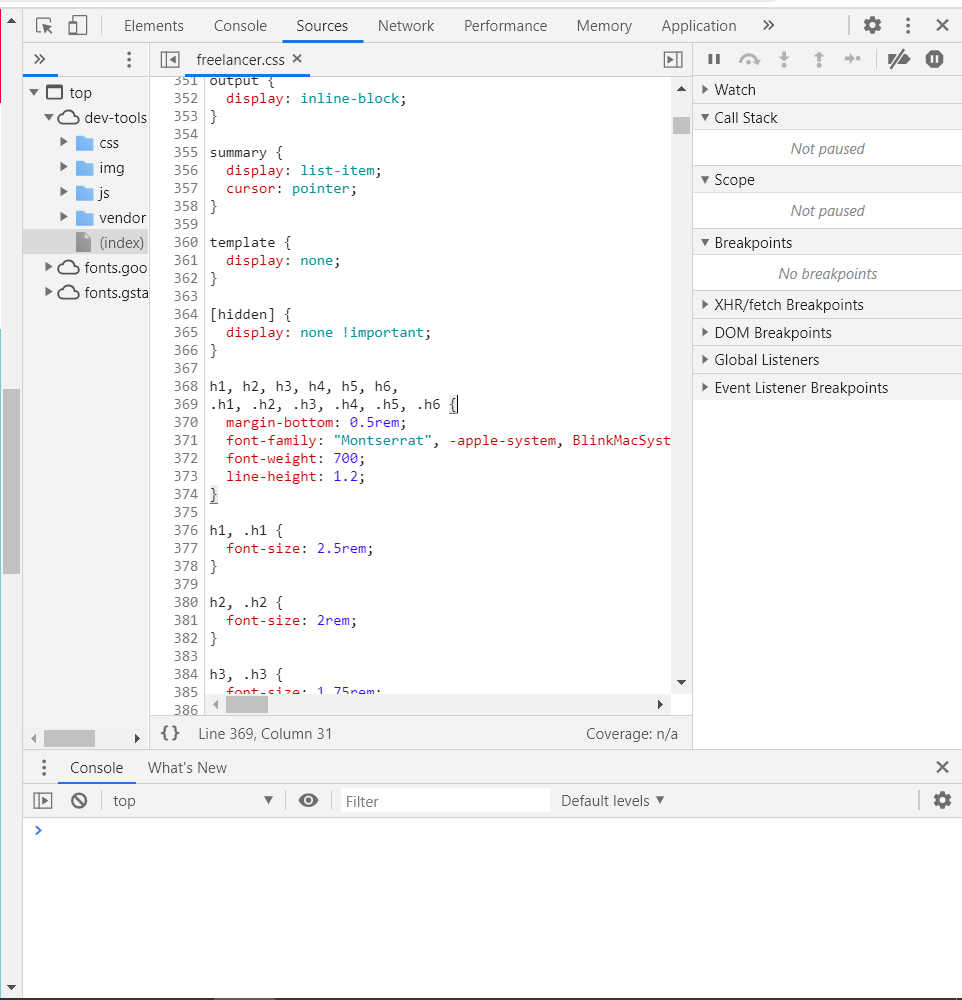 Elements Console Sources Network Performance Memory Application »
» freelancer.css ×
top
dev-tools
css
img
js
vendor
(index)
fonts.goo
fonts.gsta
351 output {
352 display: inline-block;
353 }
354
355 summary {
356 display: list-item;
357 cursor: pointer;
358 }
359
360 template {
361 display: none;
362 }
363
364 [hidden] {
365 display: none !important;
366 }
367
368 h1, h2, h3, h4, h5, h6,
369 .h1, .h2, .h3, .h4, .h5, .h6 {
370 margin-bottom: 0.5rem;
371 font-family: "Montserrat", -apple-system, BlinkMacSyst
372 font-weight: 700;
373 line-height: 1.2;
374 }
375
376 h1, .h1 {
377 font-size: 2.5rem;
378 }
379
380 h2, .h2 {
381 font-size: 2rem;
382 }
383
384 h3, .h3 {
385 font-size: 1.75rem;
386
{} Line 369, Column 31 Coverage: n/a
Watch
Call Stack
Not paused
Scope
Not paused
Breakpoints
No breakpoints
XHR/fetch Breakpoints
DOM Breakpoints
Global Listeners
Event Listener Breakpoints
Console What's New
top Filter Default levels